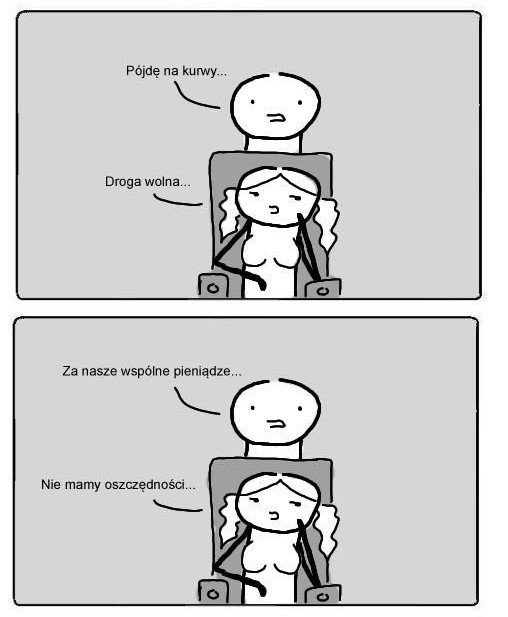 Pójdę na kurwy...
Droga wolna...
Za nasze wspólne pieniądze...
Nie mamy oszczędności...